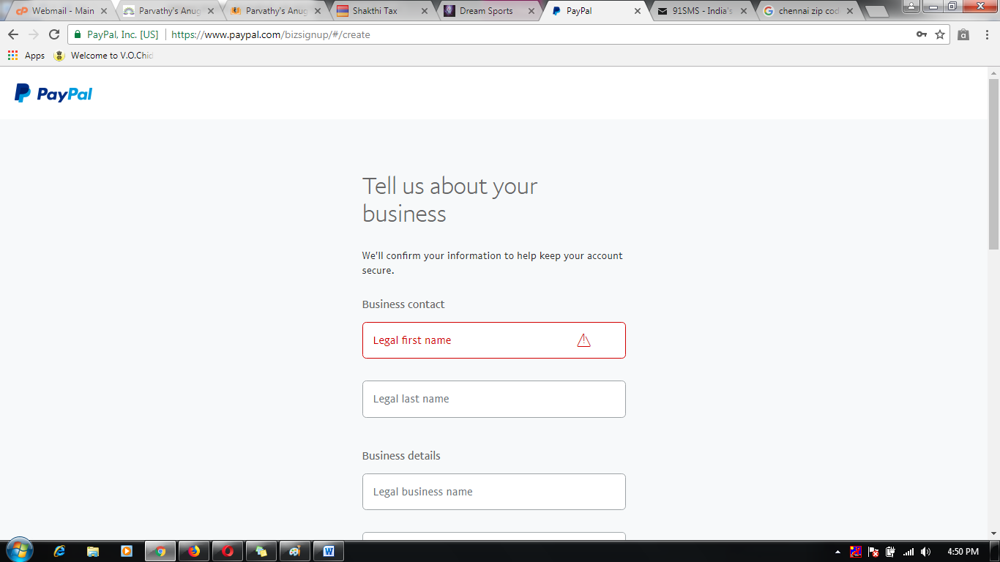 Webmail - Main
Parvathy's Anug
Parvathy's Anug
Shakthi Tax
Dream Sports
PayPal
91SMS - India's
chennai zip cod
PayPal, Inc. [US]
https://www.paypal.com/bizsignup/#/create
Apps
Welcome to V.O.Chid
PayPal
Tell us about your
business
We'll confirm your information to help keep your account
secure.
Business contact
Legal first name
Legal last name
Business details
Legal business name
4:50 PM